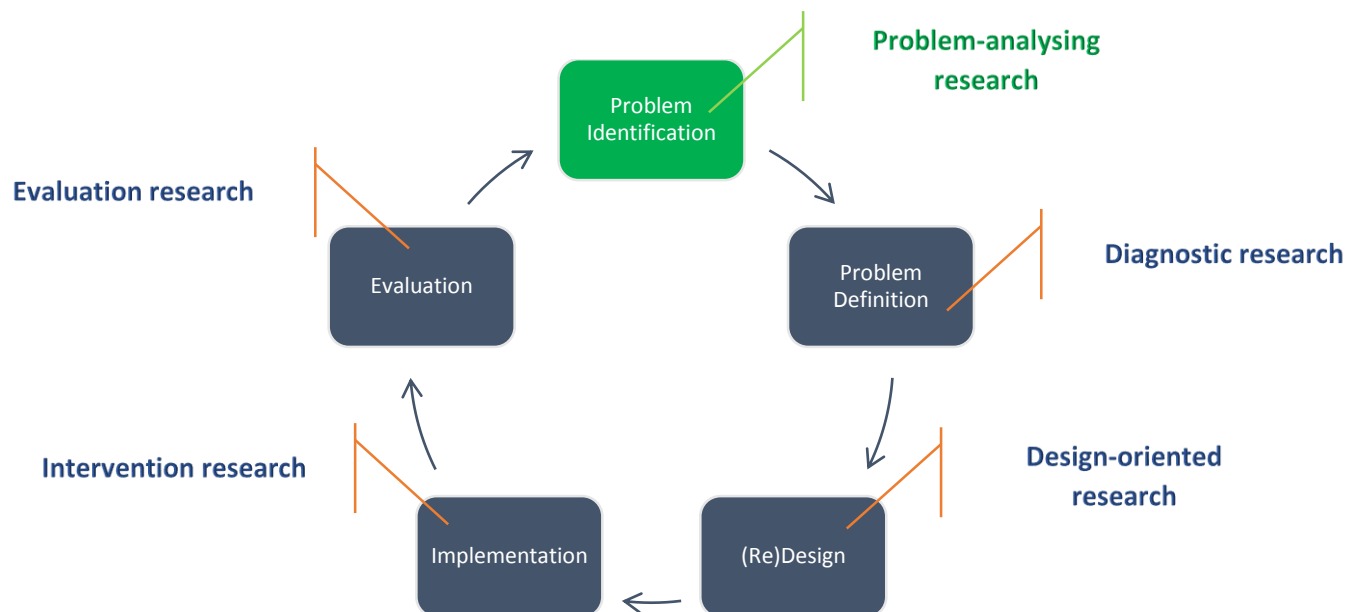 Problem-analysing
research
Problem
Identification
Evaluation research
Diagnostic research
Evaluation
Problem
Definition
Intervention research
Design-oriented
research
Implementation
(Re)Design